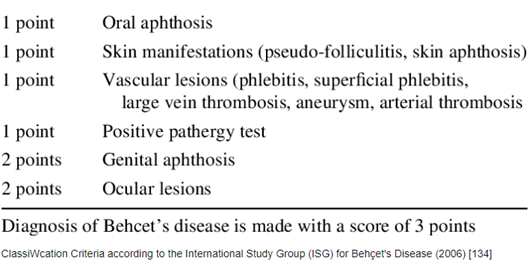 1 point Oral aphthosis
1 point Skin manifestations (pseudo-folliculitis, skin aphthosis)
1 point Vascular lesions (phlebitis, superficial phlebitis,
large vein thrombosis, aneurysm, arterial thrombosis
1 point Positive pathergy test
2 points Genital aphthosis
2 points Ocular lesions
Diagnosis of Behcet's disease is made with a score of 3 points
ClassiWcation Criteria according to the International Study Group (ISG) for Behçet's Disease (2006) [134]